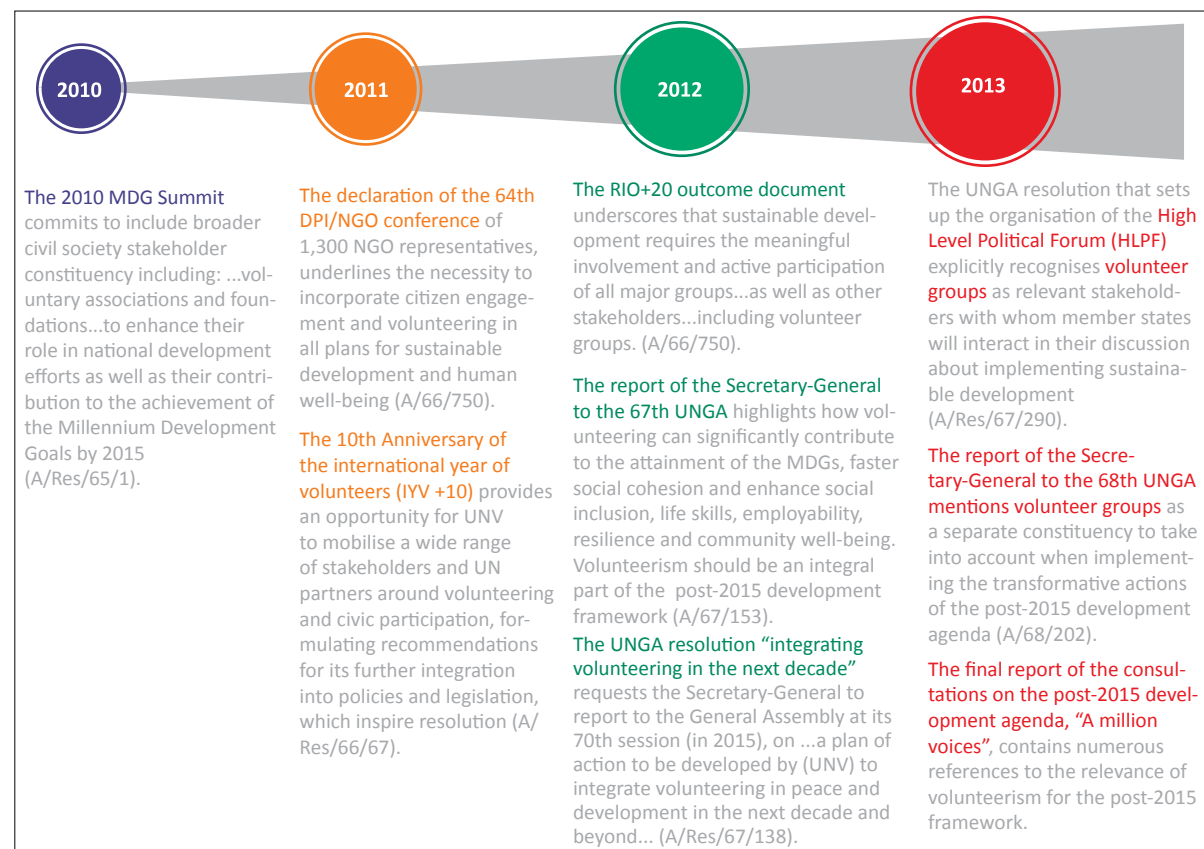 2010
2011
2012
2013
The 2010 MDG Summit
commits to include broader
civil society stakeholder
constituency including: ...vol-
untary associations and foun-
dations...to enhance their
role in national development
efforts as well as their contri-
bution to the achievement of
the Millennium Development
Goals by 2015
(A/Res/65/1).
The declaration of the 64th
DPI/NGO conference of
1,300 NGO representatives,
underlines the necessity to
incorporate citizen engage-
ment and volunteering in
all plans for sustainable
development and human
well-being (A/66/750).
The 10th Anniversary of
the international year of
volunteers (IYV +10) provides
an opportunity for UNV
to mobilise a wide range
of stakeholders and UN
partners around volunteering
and civic participation, for-
mulating recommendations
for its further integration
into policies and legislation,
which inspire resolution (A/
Res/66/67).
The RIO+20 outcome document
underscores that sustainable devel-
opment requires the meaningful
involvement and active participation
of all major groups...as well as other
stakeholders...including volunteer
groups. (A/66/750).
The report of the Secretary-General
to the 67th UNGA highlights how vol-
unteering can significantly contribute
to the attainment of the MDGs, faster
social cohesion and enhance social
inclusion, life skills, employability,
resilience and community well-being.
Volunteerism should be an integral
part of the post-2015 development
framework (A/67/153).
The UNGA resolution “integrating
volunteering in the next decade”
requests the Secretary-General to
report to the General Assembly at its
70th session (in 2015), on ...a plan of
action to be developed by (UNV) to
integrate volunteering in peace and
development in the next decade and
beyond... (A/Res/67/138).
The UNGA resolution that sets
up the organisation of the High
Level Political Forum (HLPF)
explicitly recognises volunteer
groups as relevant stakehold-
ers with whom member states
will interact in their discussion
about implementing sustaina-
ble development
(A/Res/67/290).
The report of the Secre-
tary-General to the 68th UNGA
mentions volunteer groups as
a separate constituency to take
into account when implement-
ing the transformative actions
of the post-2015 development
agenda (A/68/202).
The final report of the consul-
tations on the post-2015 devel-
opment agenda, “A million
voices”, contains numerous
references to the relevance of
volunteerism for the post-2015
framework.